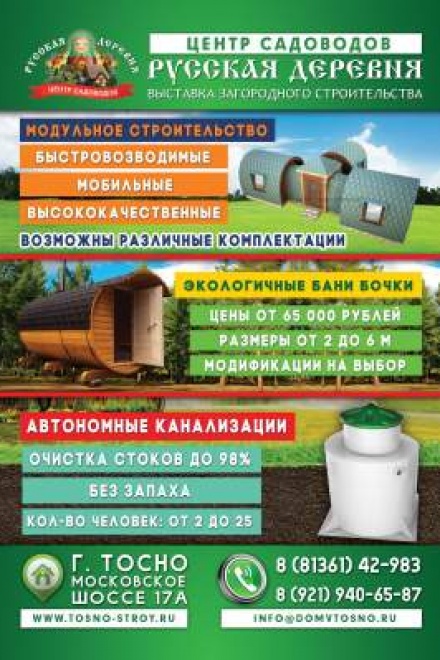 РУССКАЯ ДЕРЕВНЯ
ЦЕНТР САДОВОДОВ
ЦЕНТР САДОВОДОВ
РУССКАЯ ДЕРЕВНЯ
ВЫСТАВКА ЗАГОРОДНОГО СТРОИТЕЛЬСТВА
МОДУЛЬНОЕ СТРОИТЕЛЬСТВО
БЫСТРОВОЗВОДИМЫЕ
МОБИЛЬНЫЕ
ВЫСОКОКАЧЕСТВЕННЫЕ
ВОЗМОЖНЫ РАЗЛИЧНЫЕ КОМПЛЕКТАЦИИ
ЭКОЛОГИЧНЫЕ БАНИ БОЧКИ
ЦЕНЫ ОТ 65 000 РУБЛЕЙ
РАЗМЕРЫ ОТ 2 ДО 6 М
МОДИФИКАЦИИ НА ВЫБОР
АВТОНОМНЫЕ КАНАЛИЗАЦИИ
ОЧИСТКА СТОКОВ ДО 98%
БЕЗ ЗАПАХА
КОЛ-ВО ЧЕЛОВЕК: ОТ 2 ДО 25
Г. ТОСНО
МОСКОВСКОЕ
ШОССЕ 17А
WWW.TOSNO-STROY.RU
8 (81361) 42-983
8 (921) 940-65-87
INFO@DOMVTOSNO.RU